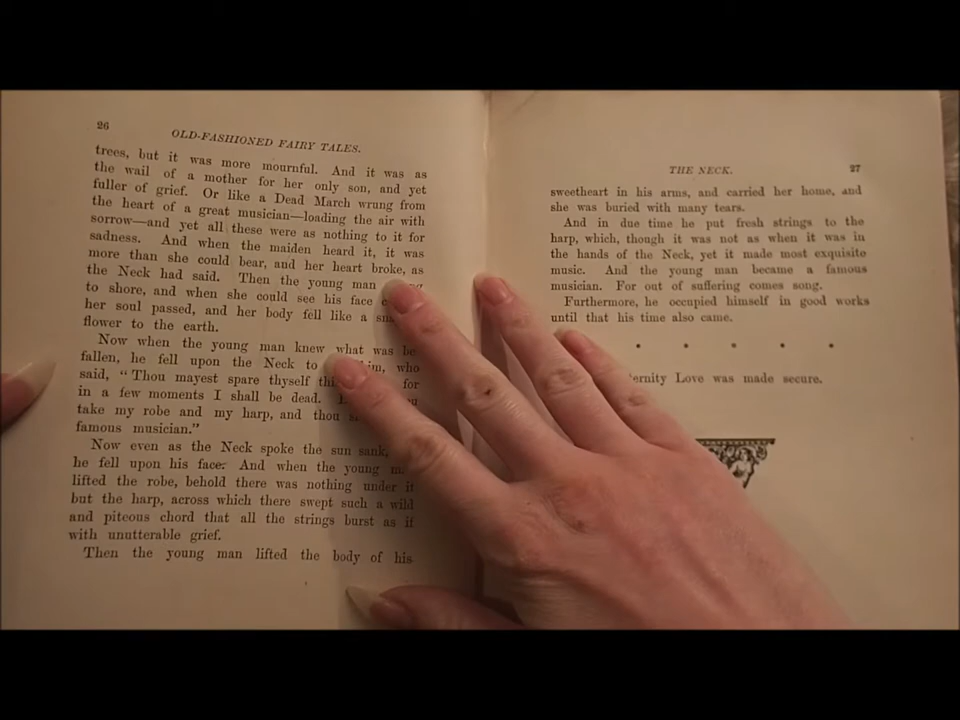 26
OLD-FASHIONED FAIRY TALES.
trees, but it was more mournful. And it was as
the wail of a mother for her only son, and yet
fuller of grief. Or like a Dead March wrung from
the heart of a great musician—loading the air with
sorrow—and yet all these were as nothing to it for
sadness. And when the maiden heard it, it was
more than she could bear, and her heart broke, as
the Neck had said. Then the young man
to shore, and when she could see his face
her soul passed, and her body fell like a
flower to the earth.
Now when the young man knew what was
fallen, he fell upon the Neck to who
said, "Thou mayest spare thyself for
in a few moments I shall be dead.
take my robe and my harp, and thou
famous musician."
Now even as the Neck spoke the sun sank,
he fell upon his face. And when the young
lifted the robe, behold there was nothing under it
but the harp, across which there swept such a wild
and piteous chord that all the strings burst as if
with unutterable grief.
Then the young man lifted the body of his
THE NECK.
27
sweetheart in his arms, and carried her home, and
she was buried with many tears.
And in due time he put fresh strings to the
harp, which, though it was not as when it was in
the hands of the Neck, yet it made most exquisite
music. And the young man became a famous
musician. For out of suffering comes song.
Furthermore, he occupied himself in good works
until that his time also came.
Love was made secure.